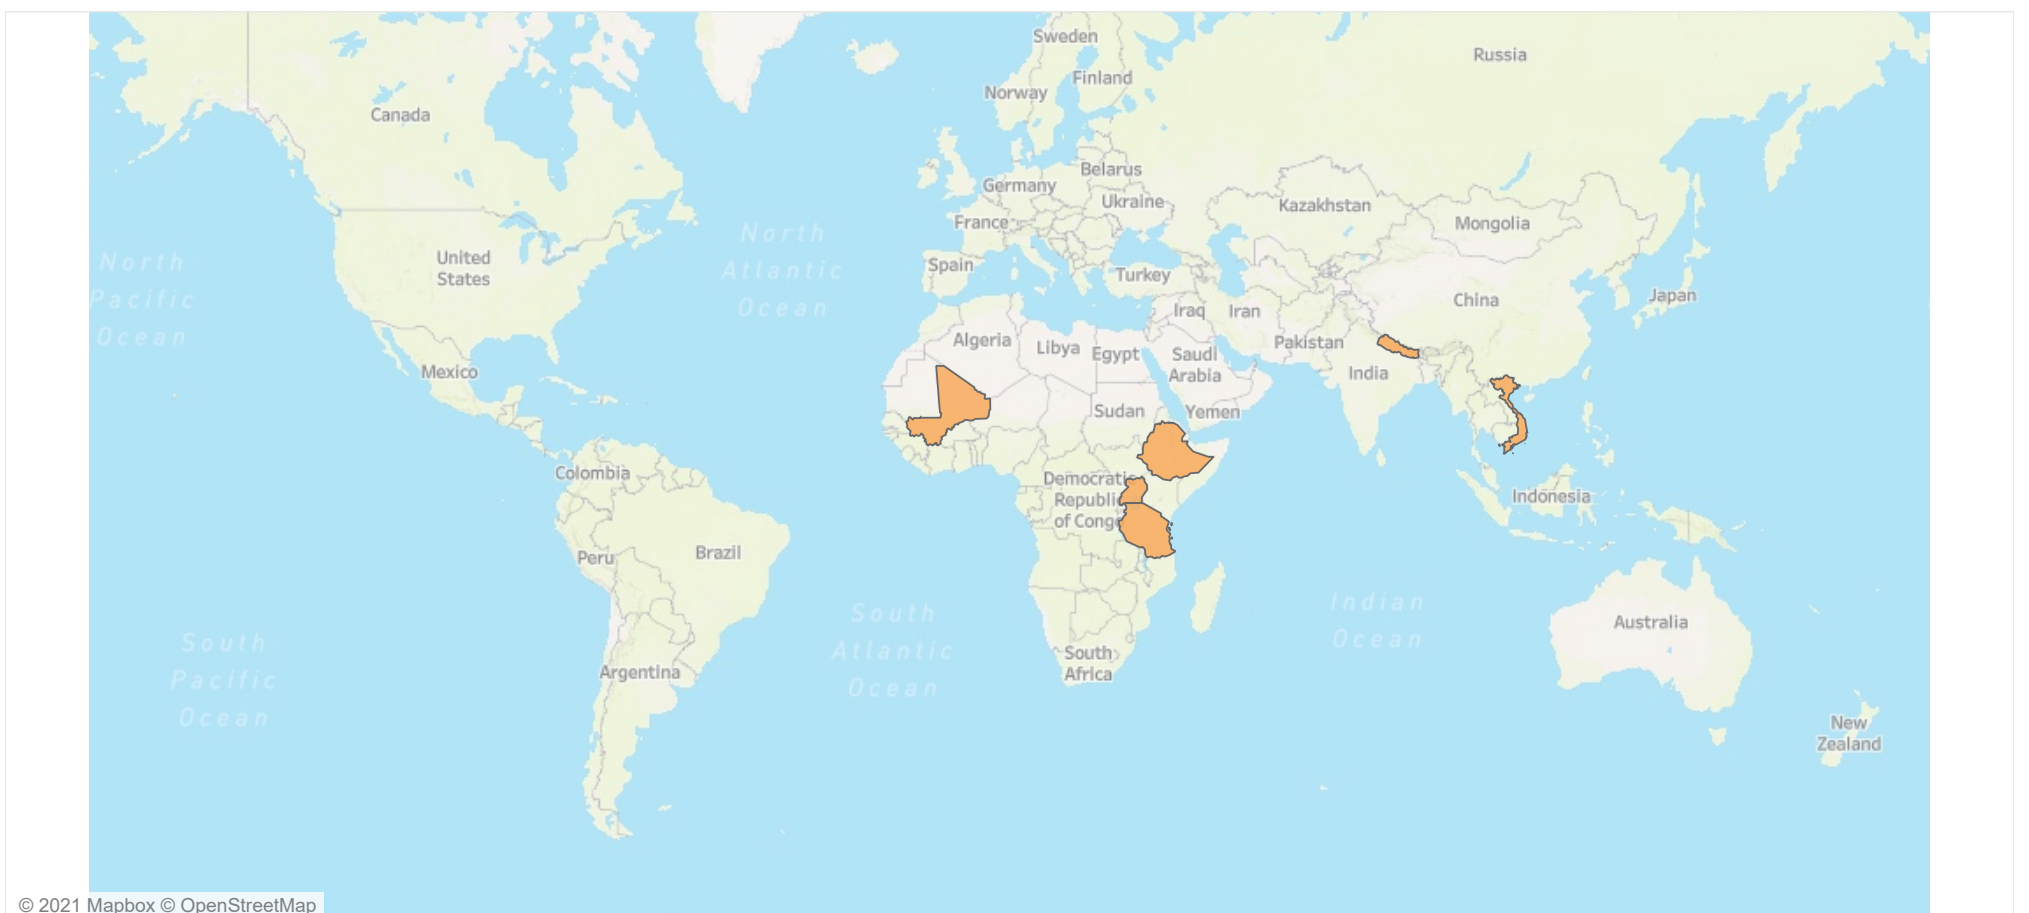 Sweden
Russia
Finland
Norway
Canada
Belarus
Germany
Ukraine
Kazakhstan
France
Mongolia
North
Atlantic
Ocean
North
Pacific
Ocean
United
States
Spain
Turkey
China
Japan
Iraq
Iran
Algeria
Libya
Egypt
Pakistan
Saudi
Arabia
Mexico
India
Sudan
Yemen
Colombia
Democratic
Republic
of Congo
Indonesia
Peru
Brazil
South
Atlantic
Ocean
Indian
Ocean
Australia
South
Pacific
Ocean
South
Africa
Argentina
New
Zealand
© 2021 Mapbox © OpenStreetMap